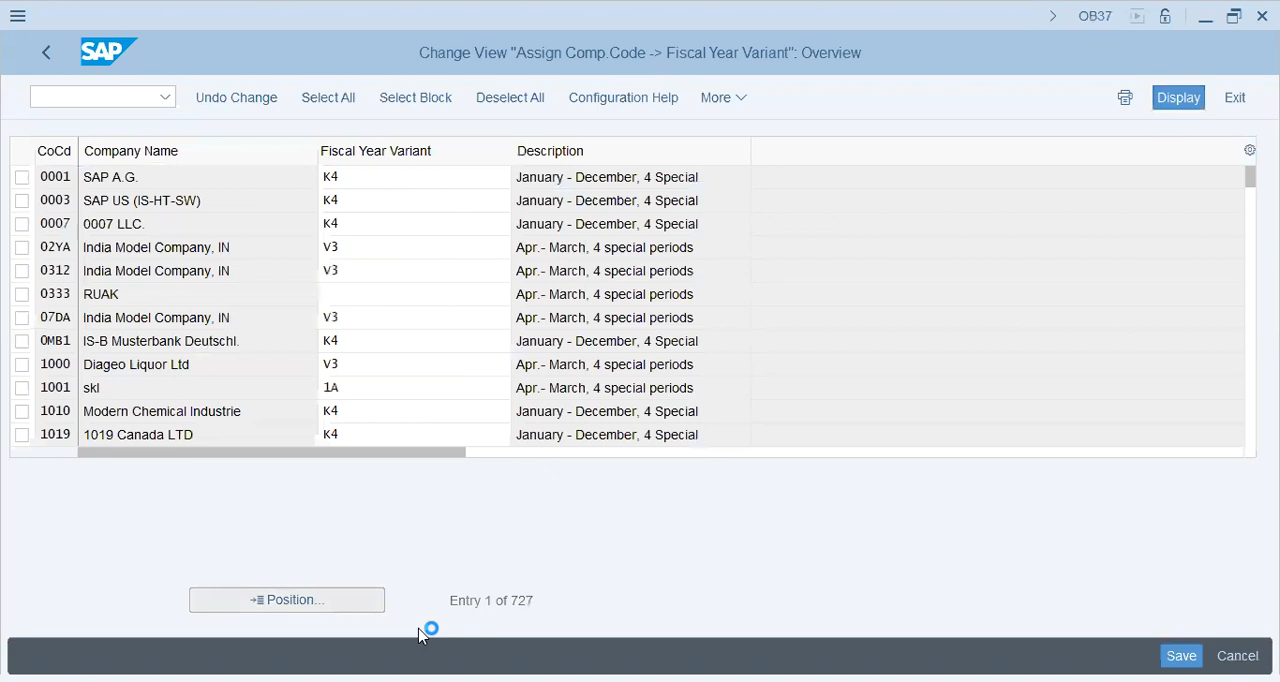 OB37
SAP
Change View "Assign Comp.Code -> Fiscal Year Variant": Overview
Undo Change Select All Select Block Deselect All Configuration Help More Display Exit
CoCd Company Name Fiscal Year Variant Description
0001 SAP A.G. K4 January - December, 4 Special
0003 SAP US (IS-HT-SW) K4 January - December, 4 Special
0007 0007 LLC. K4 January - December, 4 Special
02YA India Model Company, IN V3 Apr.- March, 4 special periods
0312 India Model Company, IN V3 Apr.- March, 4 special periods
0333 RUAK Apr.- March, 4 special periods
07DA India Model Company, IN V3 Apr.- March, 4 special periods
0MB1 IS-B Musterbank Deutschl. K4 January - December, 4 Special
1000 Diageo Liquor Ltd V3 Apr.- March, 4 special periods
1001 skl 1A Apr.- March, 4 special periods
1010 Modern Chemical Industrie K4 January - December, 4 Special
1019 1019 Canada LTD K4 January - December, 4 Special
Position... Entry 1 of 727
Save Cancel